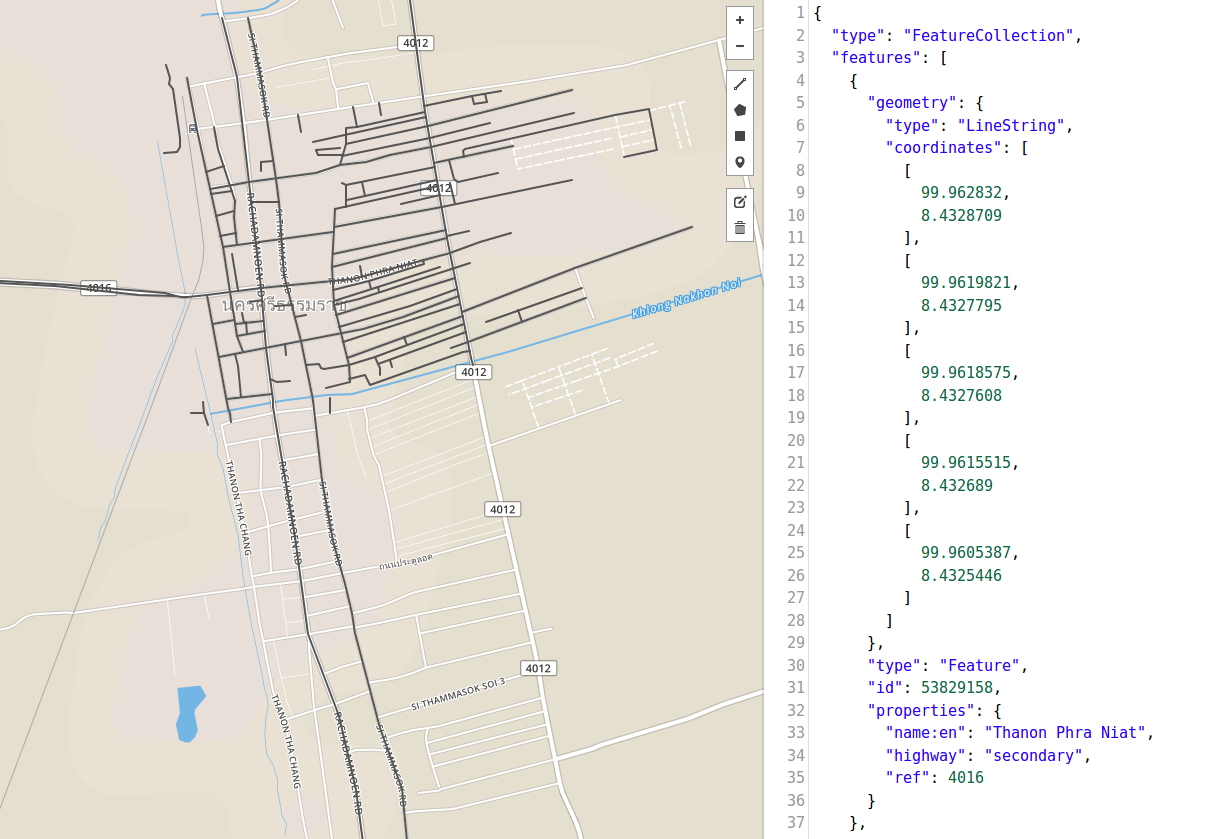 4012
SI.THAMMASOK RD
4012
RACHADAMNOEN RD
SI.THAMMASOK RD
THANON PHRA NIAT
4016
นครศรีธรรมราช
Khlong Nakhon Noi
4012
THANON THA CHANG
RACHADAMNOEN RD
SI.THAMMASOK RD
4012
ถนนประตูลอด
4012
SI THAMMASOK SOI 3
THANON THA CHANG
RACHADAMNOEN RD
SI.THAMMASOK RD
+
−
1 {
2 "type": "FeatureCollection",
3 "features": [
4 {
5 "geometry": {
6 "type": "LineString",
7 "coordinates": [
8 [
9 99.962832,
10 8.4328709
11 ],
12 [
13 99.9619821,
14 8.4327795
15 ],
16 [
17 99.9618575,
18 8.4327608
19 ],
20 [
21 99.9615515,
22 8.432689
23 ],
24 [
25 99.9605387,
26 8.4325446
27 ]
28 ]
29 },
30 "type": "Feature",
31 "id": 53829158,
32 "properties": {
33 "name:en": "Thanon Phra Niat",
34 "highway": "secondary",
35 "ref": 4016
36 }
37 },